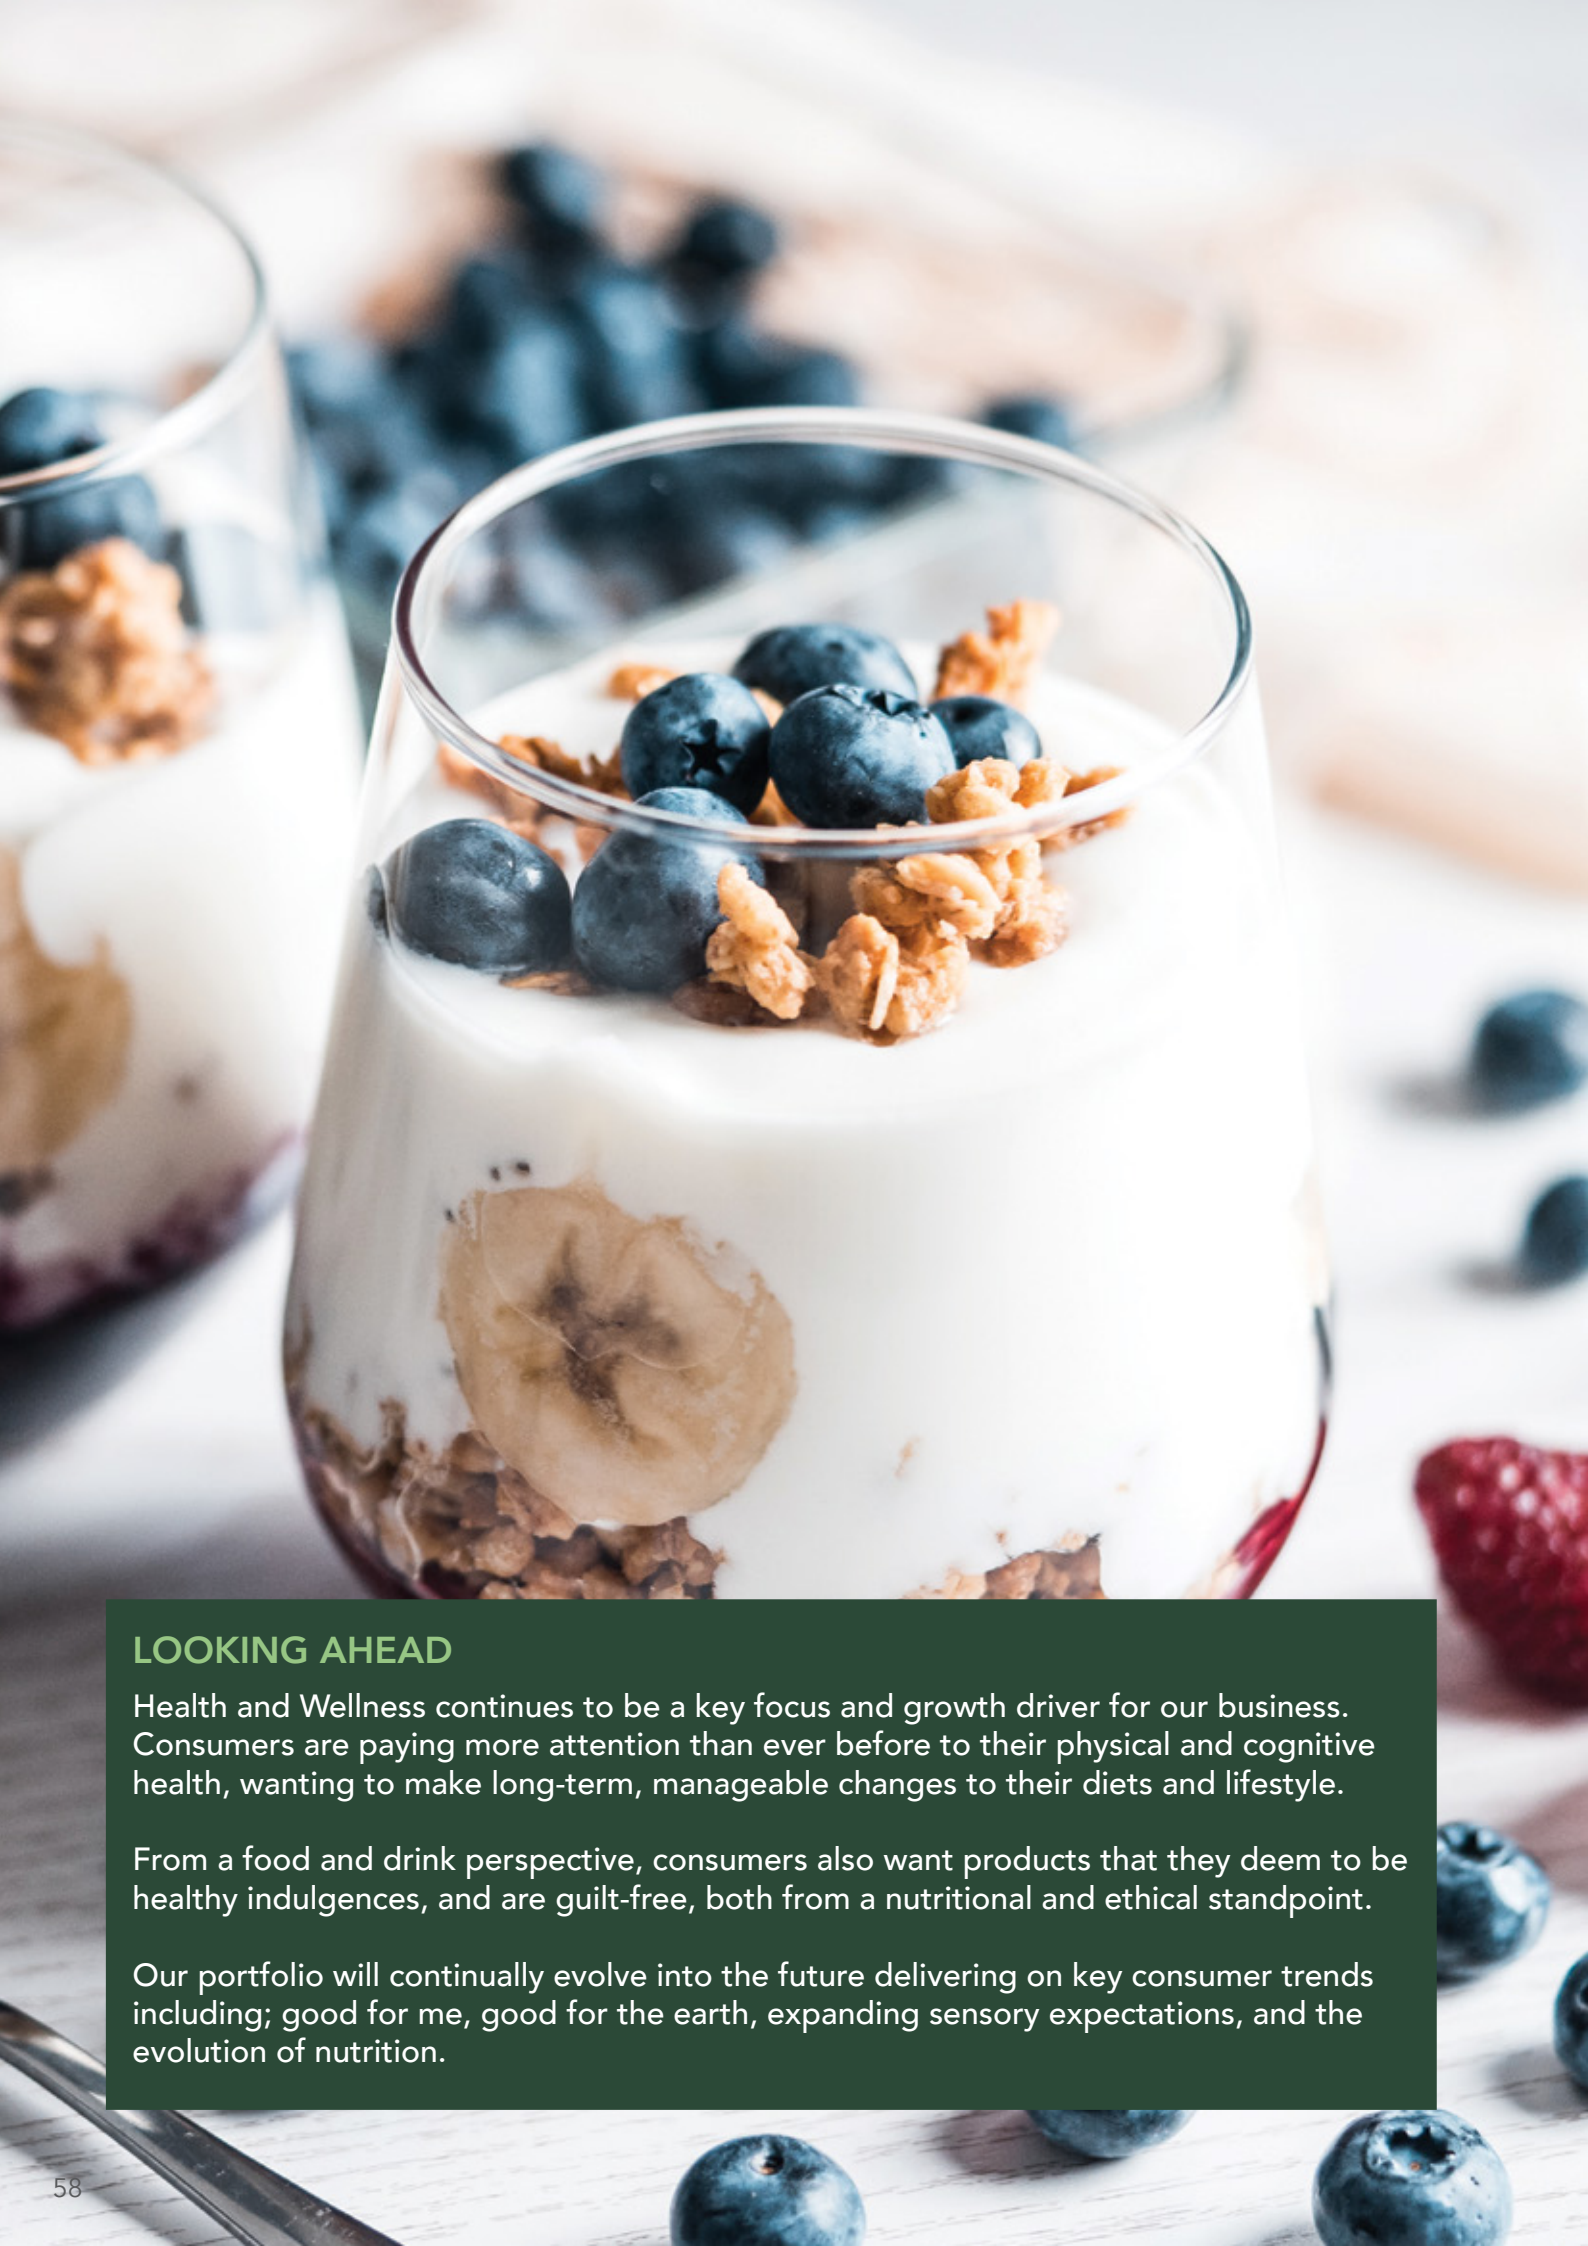 LOOKING AHEAD
Health and Wellness continues to be a key focus and growth driver for our business.
Consumers are paying more attention than ever before to their physical and cognitive
health, wanting to make long-term, manageable changes to their diets and lifestyle.
From a food and drink perspective, consumers also want products that they deem to be
healthy indulgences, and are guilt-free, both from a nutritional and ethical standpoint.
Our portfolio will continually evolve into the future delivering on key consumer trends
including; good for me, good for the earth, expanding sensory expectations, and the
evolution of nutrition.
58